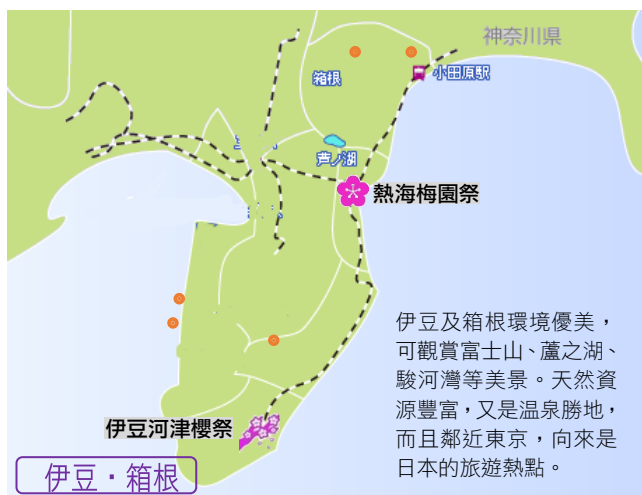 神奈川県
小田原駅
箱根
芦ノ湖
熱海梅園祭
伊豆及箱根環境優美，
可觀賞富士山、蘆之湖、
駿河灣等美景。天然資
源豐富，又是温泉勝地，
而且鄰近東京，向來是
日本的旅遊熱點。
伊豆河津櫻祭
伊豆・箱根